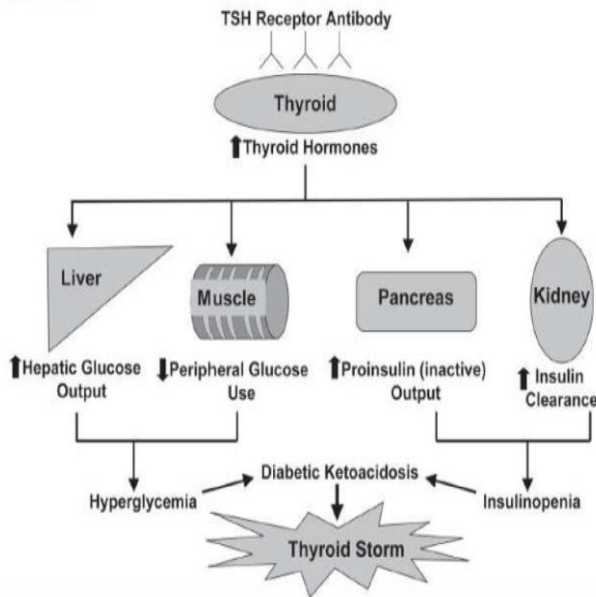 TSH Receptor Antibody
Thyroid
Thyroid Hormones
Liver
Muscle
Pancreas
Kidney
Hepatic Glucose
Output
Peripheral Glucose
Use
Proinsulin (inactive)
Output
Insulin
Clearance
Hyperglycemia
Diabetic Ketoacidosis
Insulinopenia
Thyroid Storm